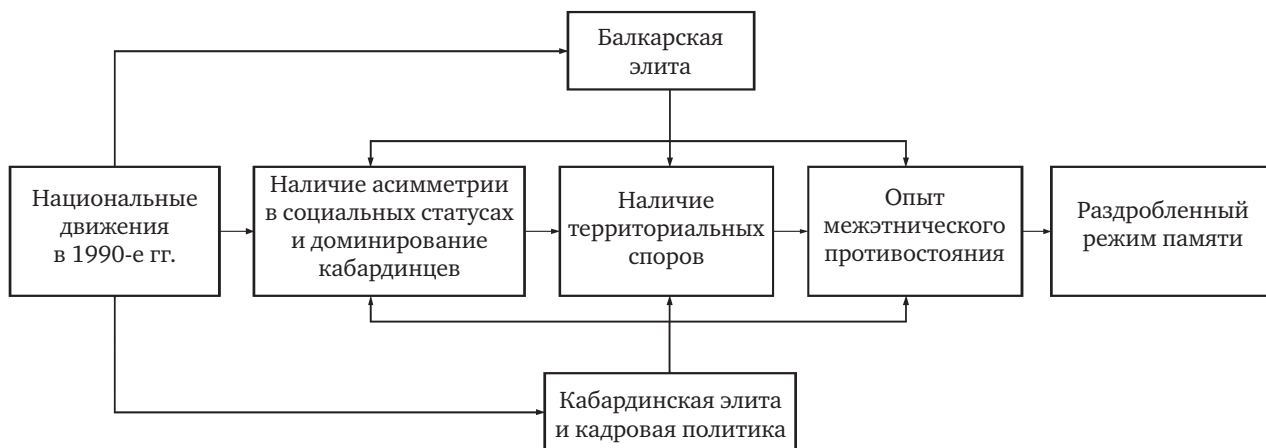 Балкарская
элита
Национальные
движения
в 1990-е гг.
Наличие асимметрии
в социальных статусах
и доминирование
кабардинцев
Наличие
территориальных
споров
Опыт
межэтнического
противостояния
Раздробленный
режим памяти
Кабардинская элита
и кадровая политика